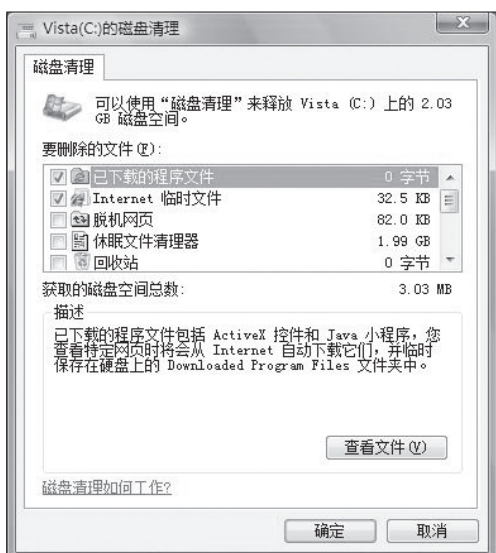 Vista(C:)的磁盘清理
磁盘清理
可以使用“磁盘清理”来释放 Vista (C:) 上的 2.03
GB 磁盘空间。
要删除的文件(F):
已下载的程序文件 0 字节
Internet 临时文件 32.5 KB
脱机网页 82.0 KB
休眠文件清理器 1.99 GB
回收站 0 字节
获取的磁盘空间总数: 3.03 MB
描述
已下载的程序文件包括 ActiveX 控件和 Java 小程序，您
查看特定网页时将会从 Internet 自动下载它们，并临时
保存在硬盘上的 Downloaded Program Files 文件夹中。
查看文件(V)
磁盘清理如何工作?
确定 取消